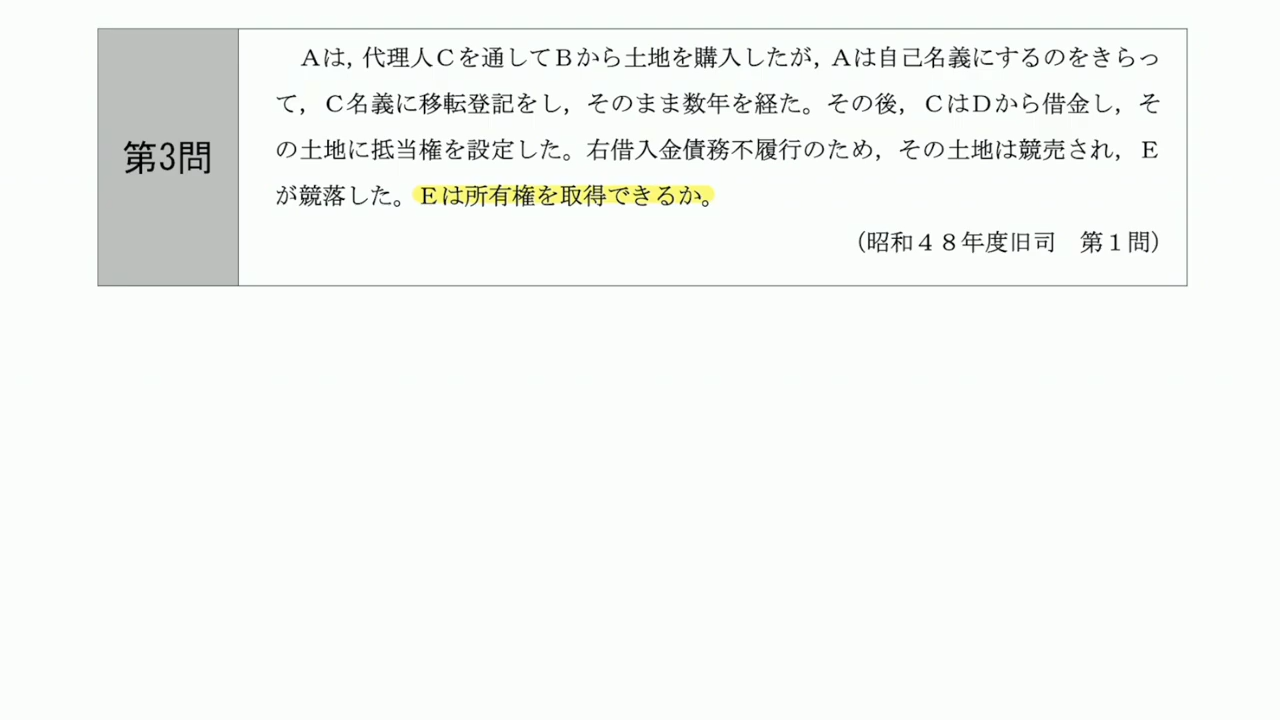 第3問
Ａは，代理人Ｃを通してＢから土地を購入したが，Ａは自己名義にするのをきらっ
て，Ｃ名義に移転登記をし，そのまま数年を経た。その後，ＣはＤから借金し，そ
の土地に抵当権を設定した。右借入金債務不履行のため，その土地は競売され，Ｅ
が競落した。Ｅは所有権を取得できるか。
（昭和４８年度旧司　第１問）